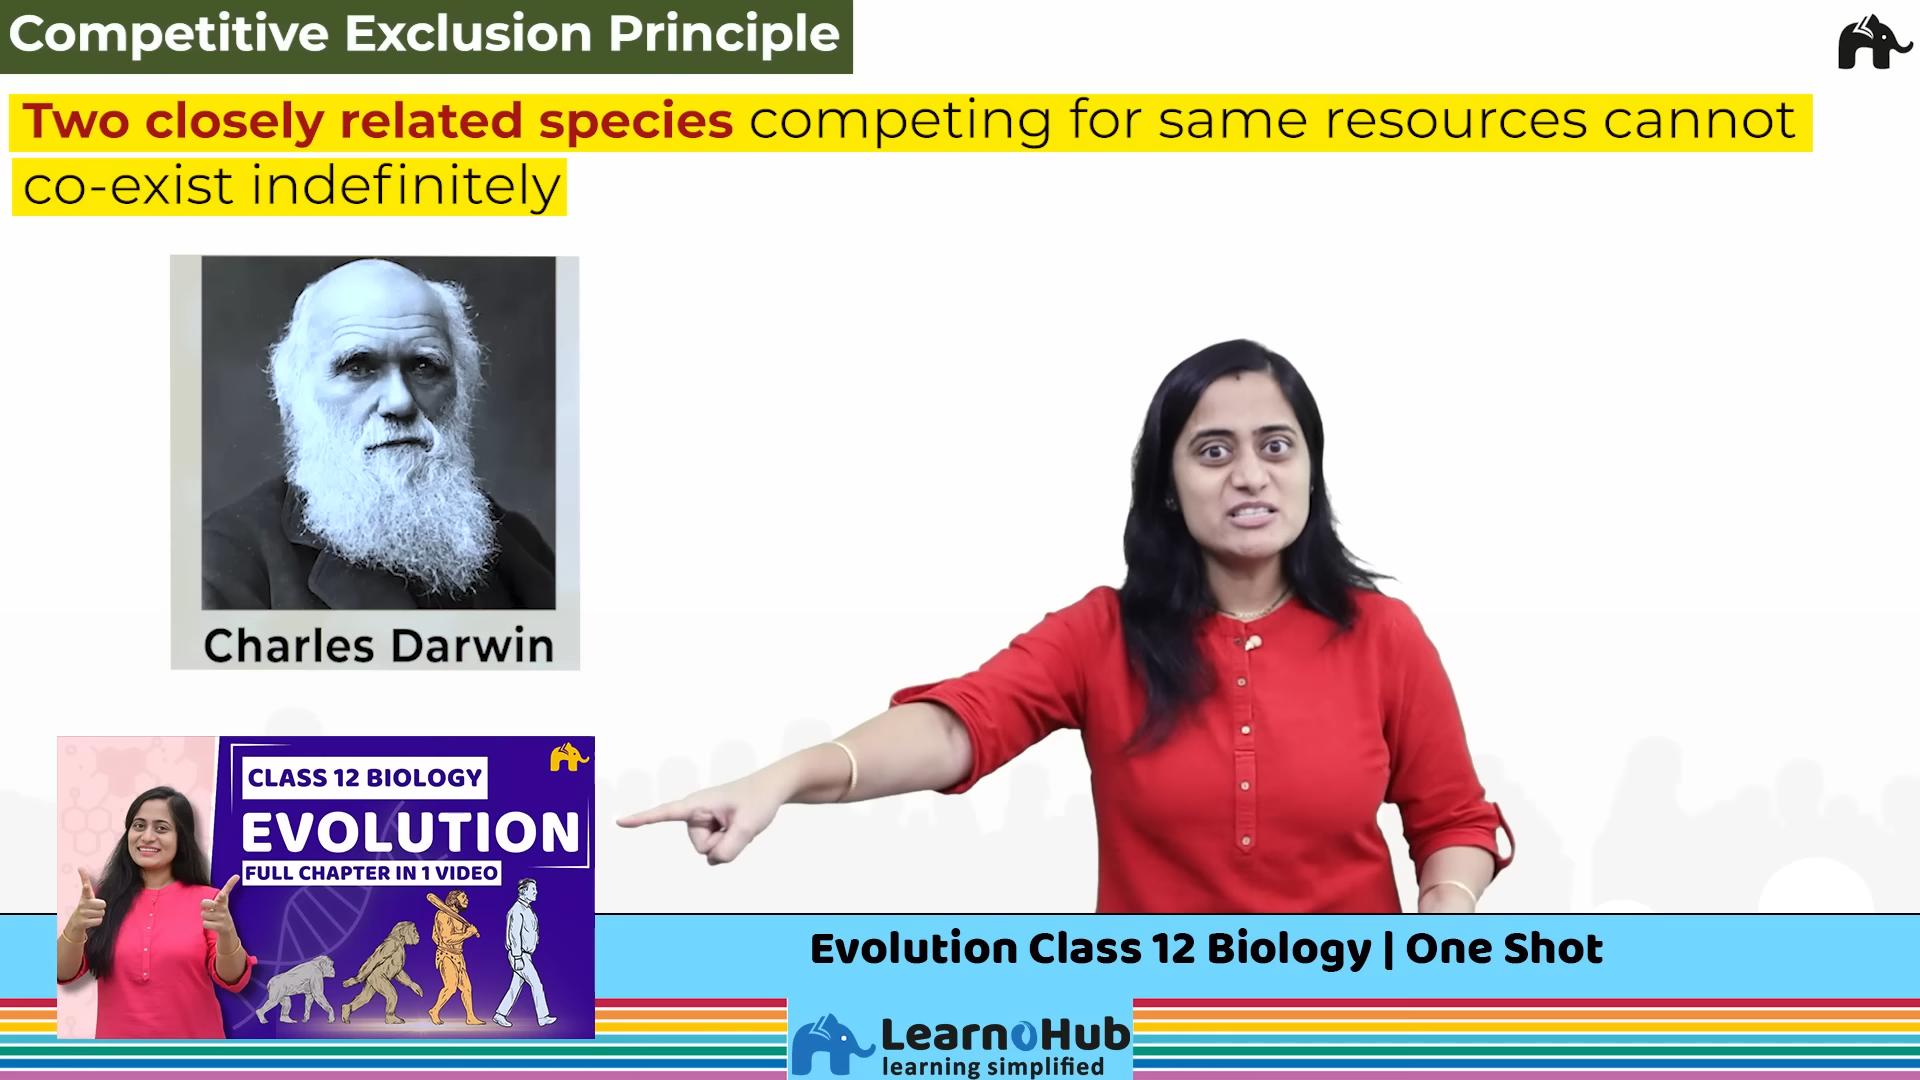 Competitive Exclusion Principle
Two closely related species competing for same resources cannot
co-exist indefinitely
Charles Darwin
CLASS 12 BIOLOGY
EVOLUTION
FULL CHAPTER IN 1 VIDEO
Evolution Class 12 Biology | One Shot
LearnoHub
learning simplified